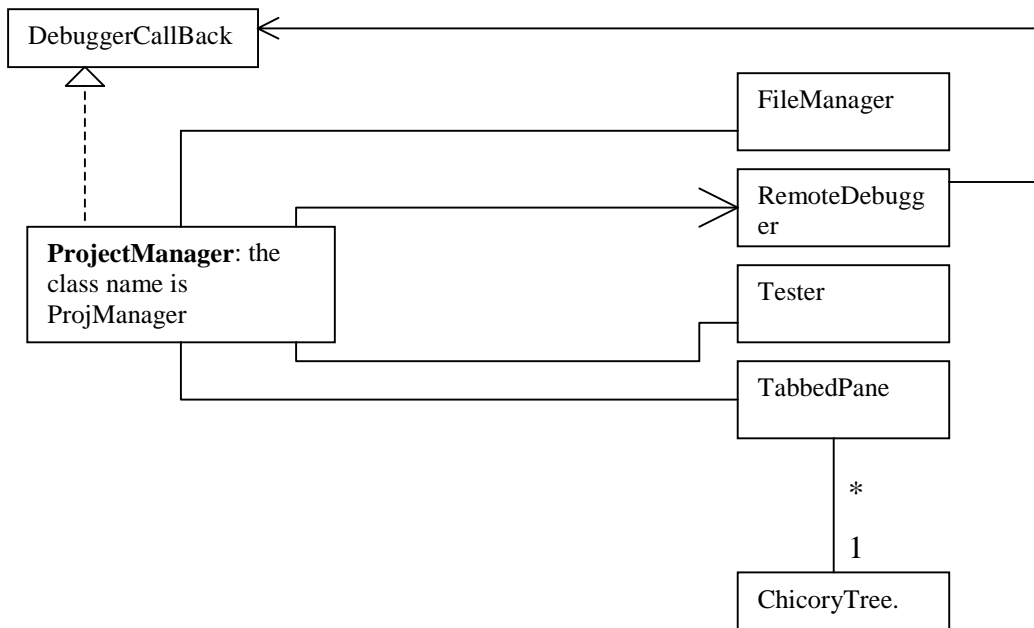 DebuggerCallBack
FileManager
RemoteDebugg
er
ProjectManager: the
class name is
ProjManager
Tester
TabbedPane
*
1
ChicoryTree.